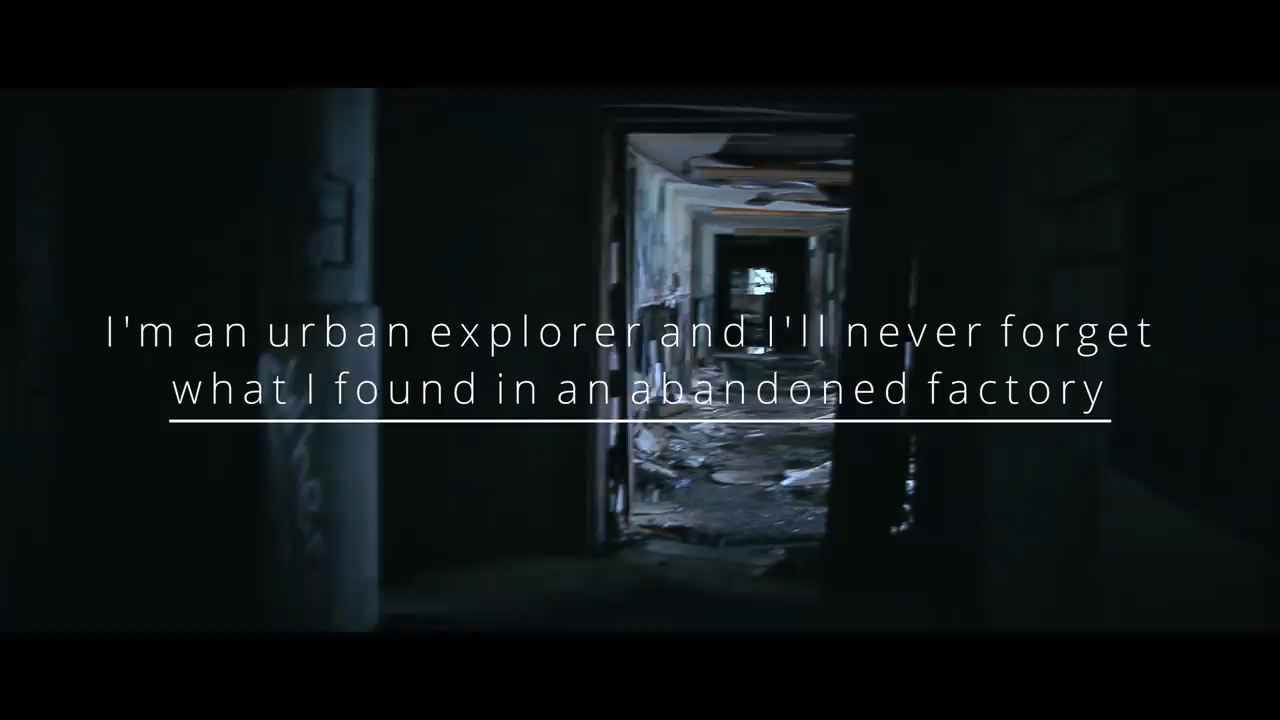 I'm an urban explorer and I'll never forget
what I found in an abandoned factory